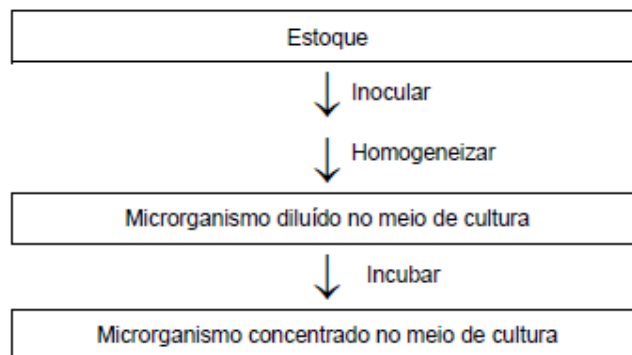 Estoque
Inocular
Homogeneizar
Microrganismo diluído no meio de cultura
Incubar
Microrganismo concentrado no meio de cultura